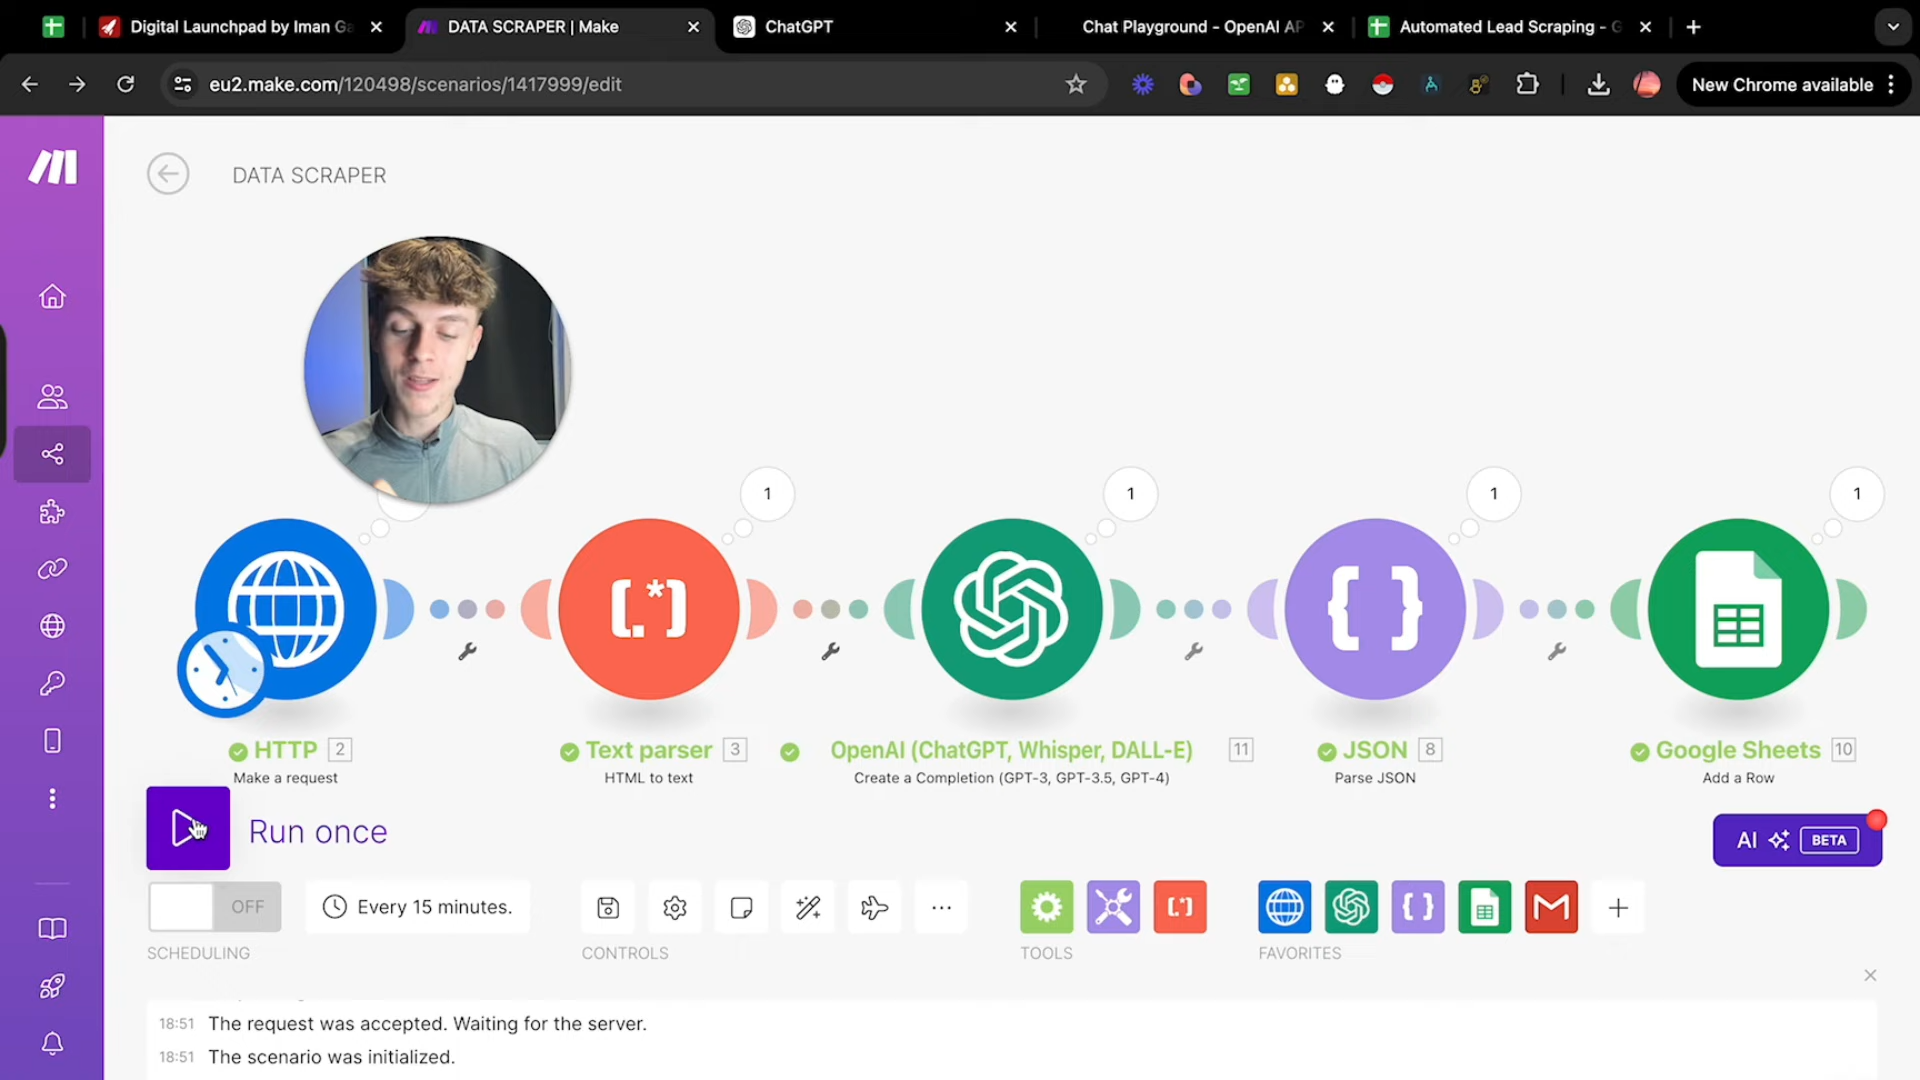 Digital Launchpad by Iman Ga
DATA SCRAPER | Make
ChatGPT
Chat Playground - OpenAI AP
Automated Lead Scraping - G
eu2.make.com/120498/scenarios/1417999/edit
New Chrome available
DATA SCRAPER
1
1
1
1
HTTP 2
Make a request
Text parser 3
HTML to text
OpenAI (ChatGPT, Whisper, DALL-E) 11
Create a Completion (GPT-3, GPT-3.5, GPT-4)
JSON 8
Parse JSON
Google Sheets 10
Add a Row
Run once
AI BETA
OFF
Every 15 minutes.
SCHEDULING
CONTROLS
TOOLS
FAVORITES
18:51 The request was accepted. Waiting for the server.
18:51 The scenario was initialized.